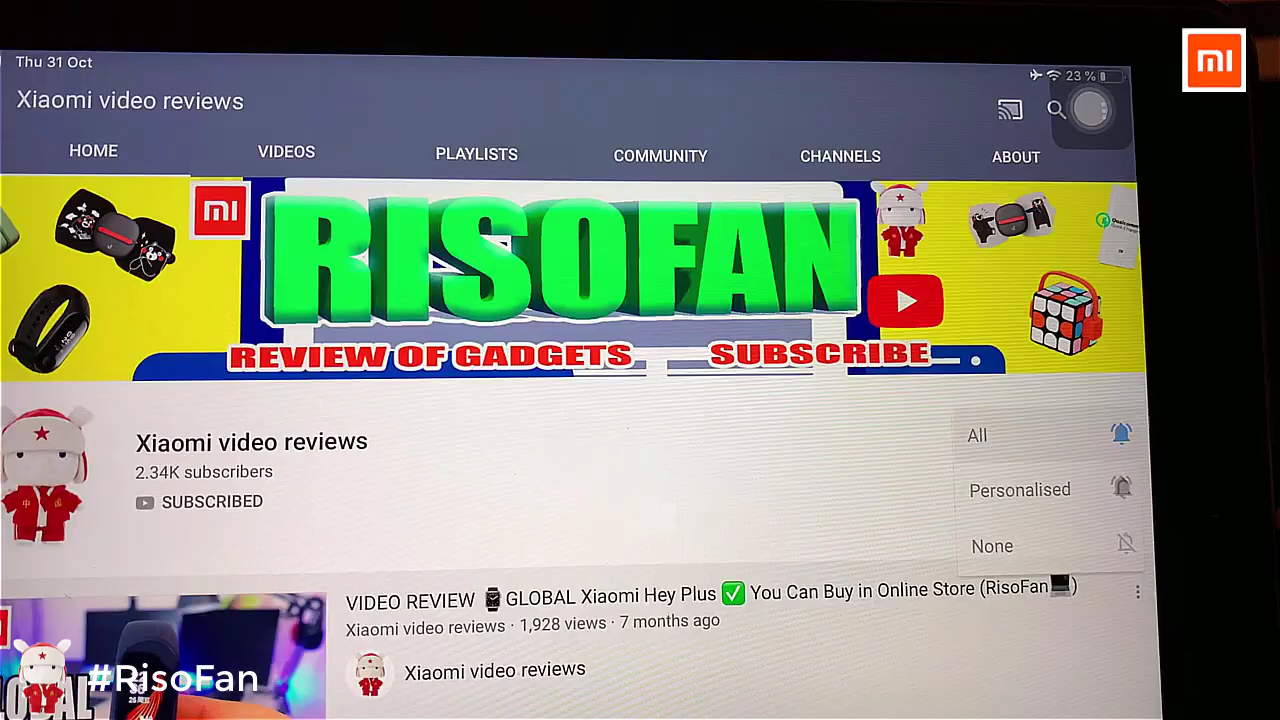 Thu 31 Oct
23 %
Xiaomi video reviews
HOME VIDEOS PLAYLISTS COMMUNITY CHANNELS ABOUT
mi
mi
RISOFAN
REVIEW OF GADGETS SUBSCRIBE
Xiaomi video reviews
2.34K subscribers
SUBSCRIBED
All
Personalised
None
VIDEO REVIEW ⌚GLOBAL Xiaomi Hey Plus ✅ You Can Buy in Online Store (RisoFan💻)
Xiaomi video reviews · 1,928 views · 7 months ago
Xiaomi video reviews
#RisoFan